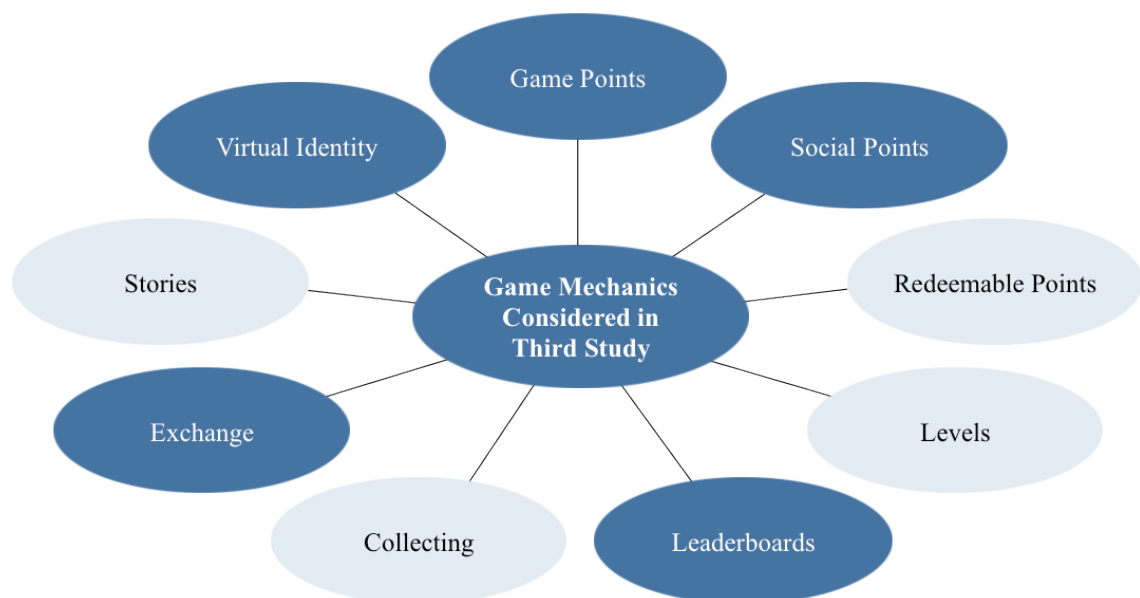 Game Points
Virtual Identity
Social Points
Stories
Redeemable Points
Game Mechanics
Considered in
Third Study
Exchange
Levels
Collecting
Leaderboards